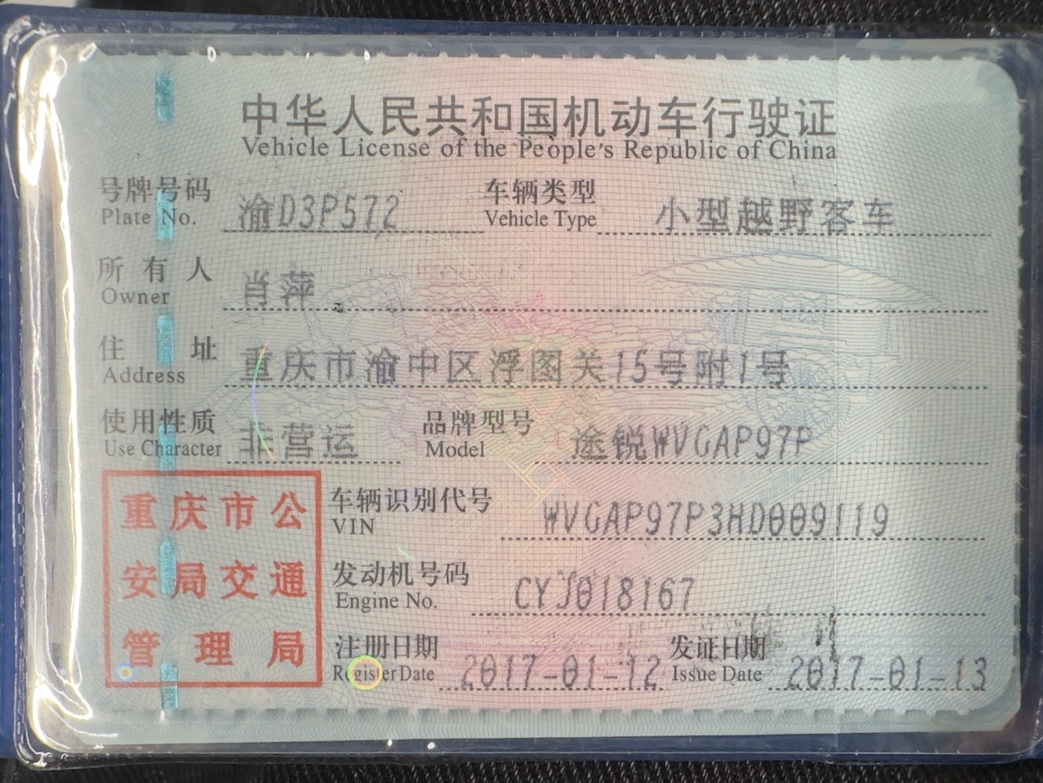 中华人民共和国机动车行驶证
Vehicle License of the People's Republic of China
号牌号码 渝D3P572 车辆类型 小型越野客车
Plate No. Vehicle Type
所有人 肖萍
Owner
住址 重庆市渝中区浮图关15号附1号
Address
使用性质 非营运 品牌型号 途锐WVGAP97P
Use Character Model
重庆市公
安局交通
管理局
车辆识别代号 WVGAP97P3HD009119
VIN
发动机号码 CYJ018167
Engine No.
注册日期 2017-01-12 发证日期 2017-01-13
Register Date Issue Date